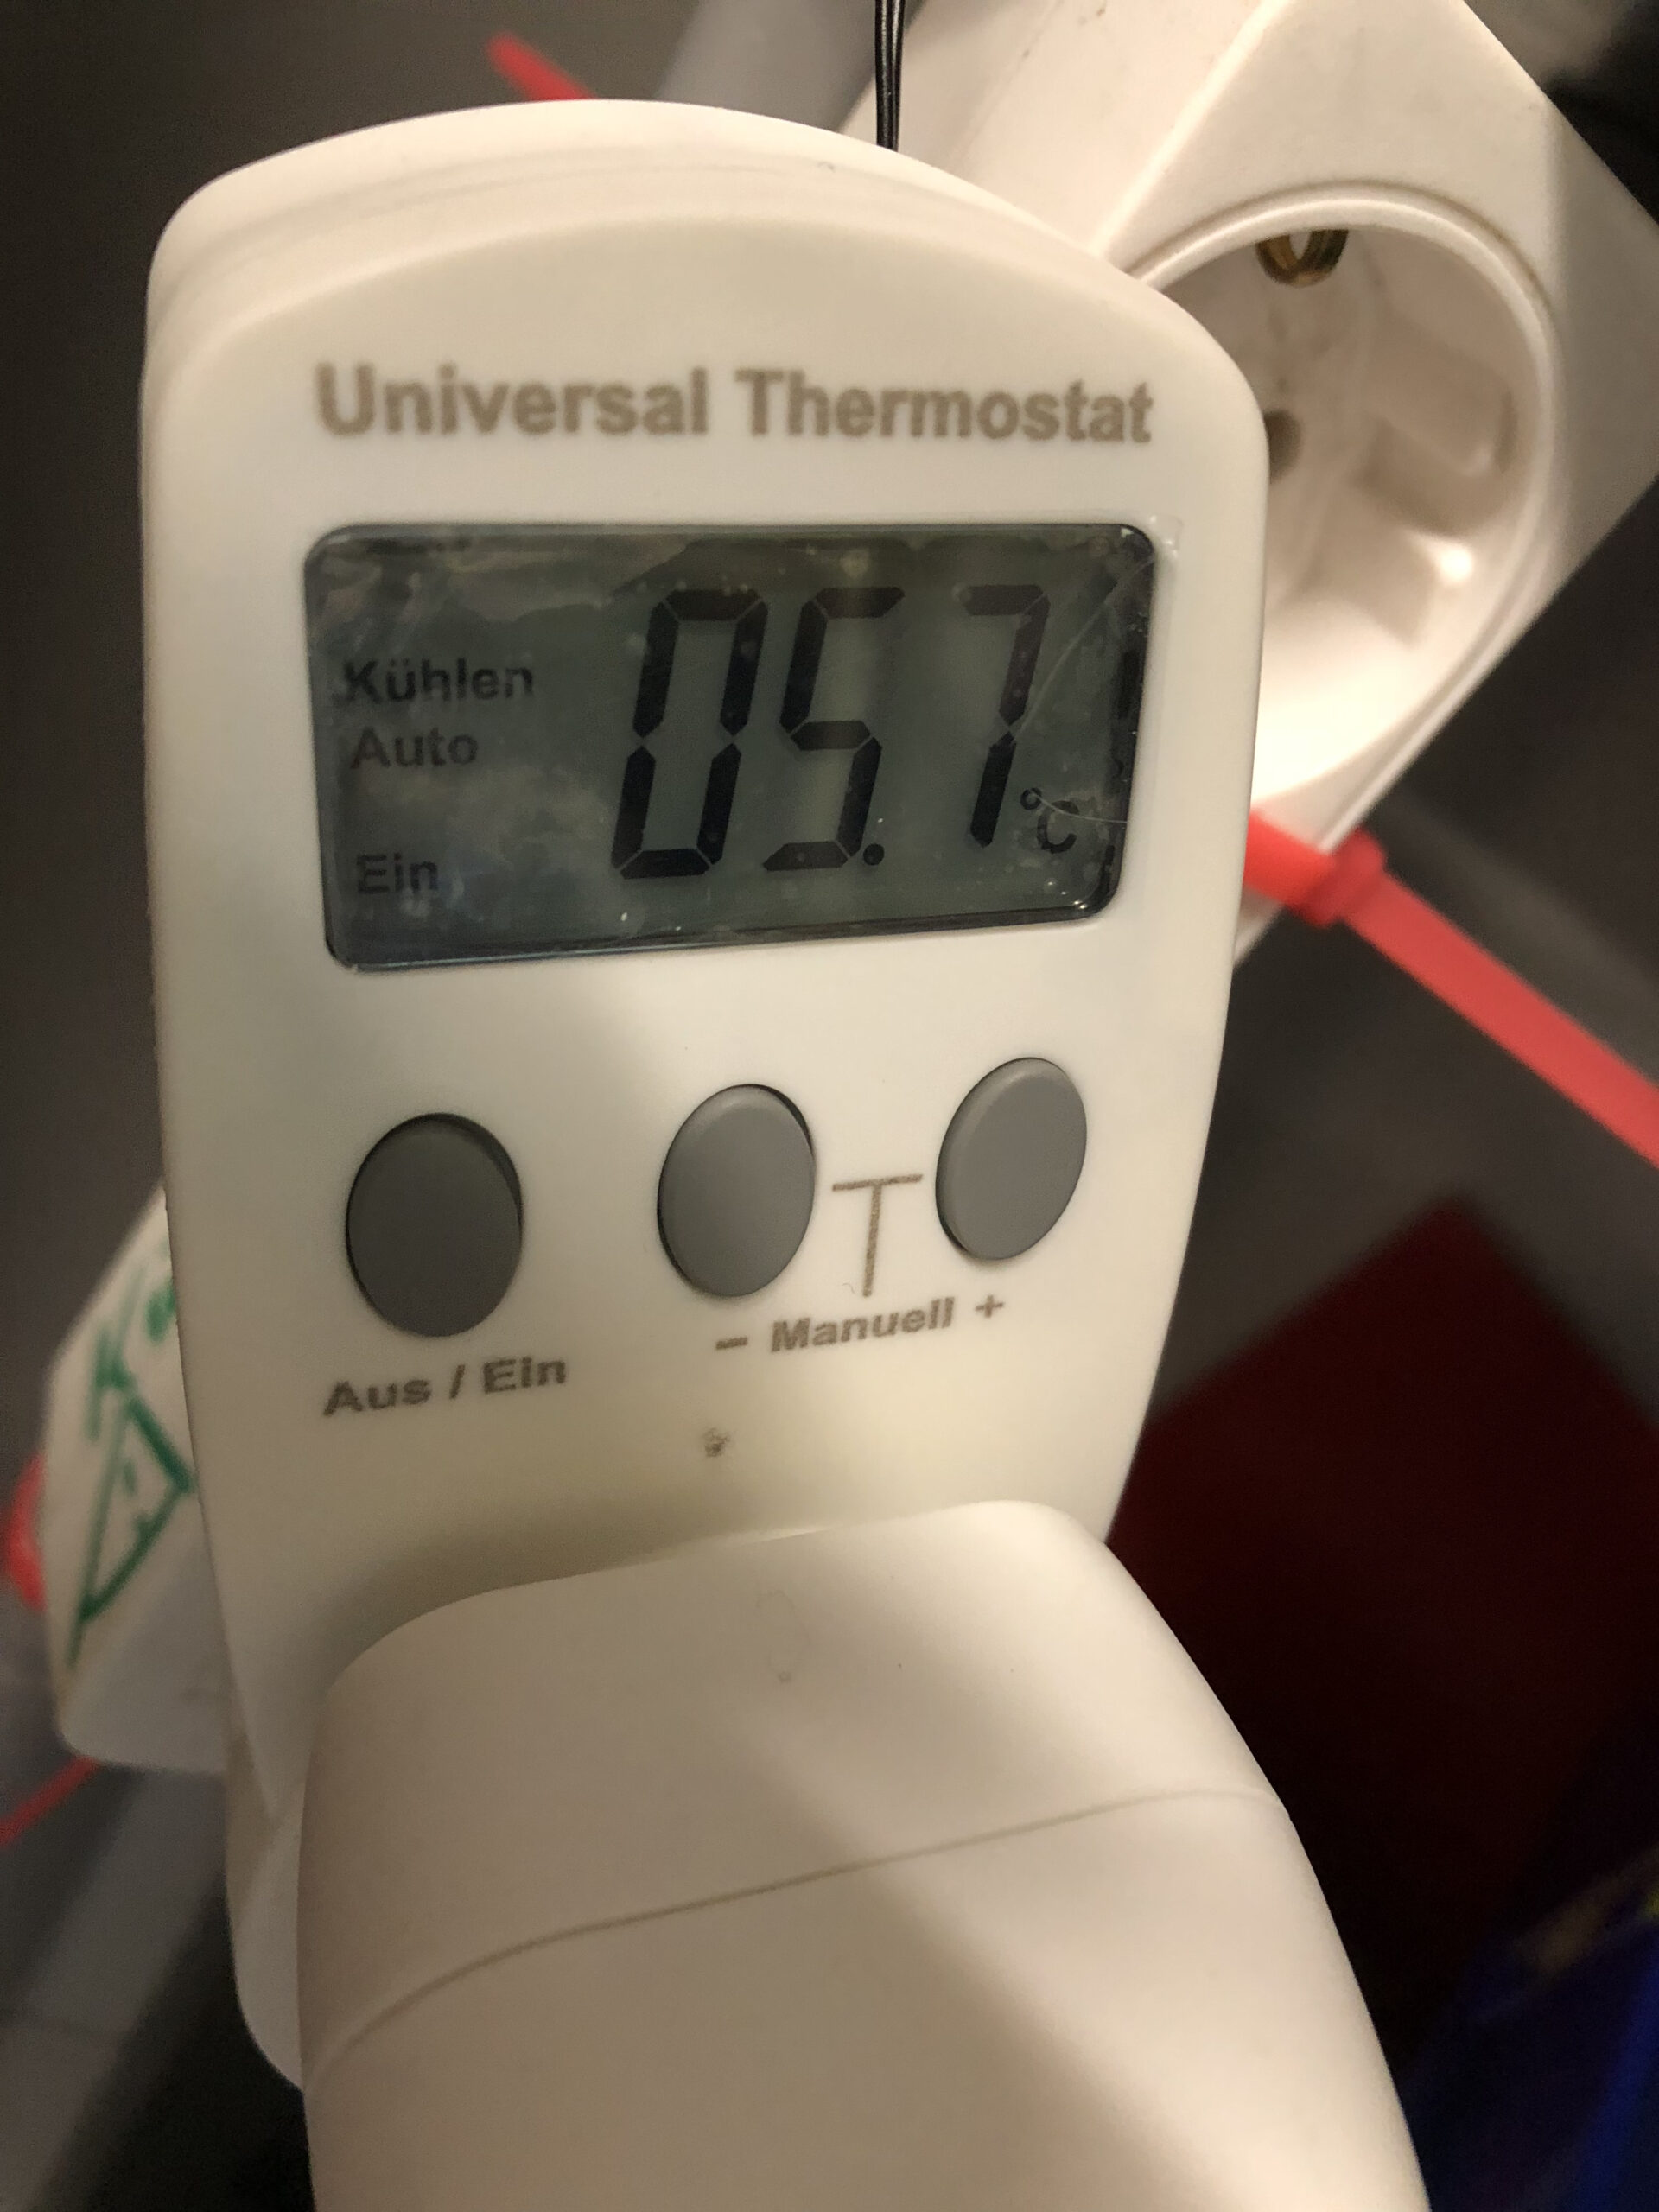 Universal Thermostat
Kühlen
Auto
Ein
05.7 °C
Aus / Ein
- Manuell +